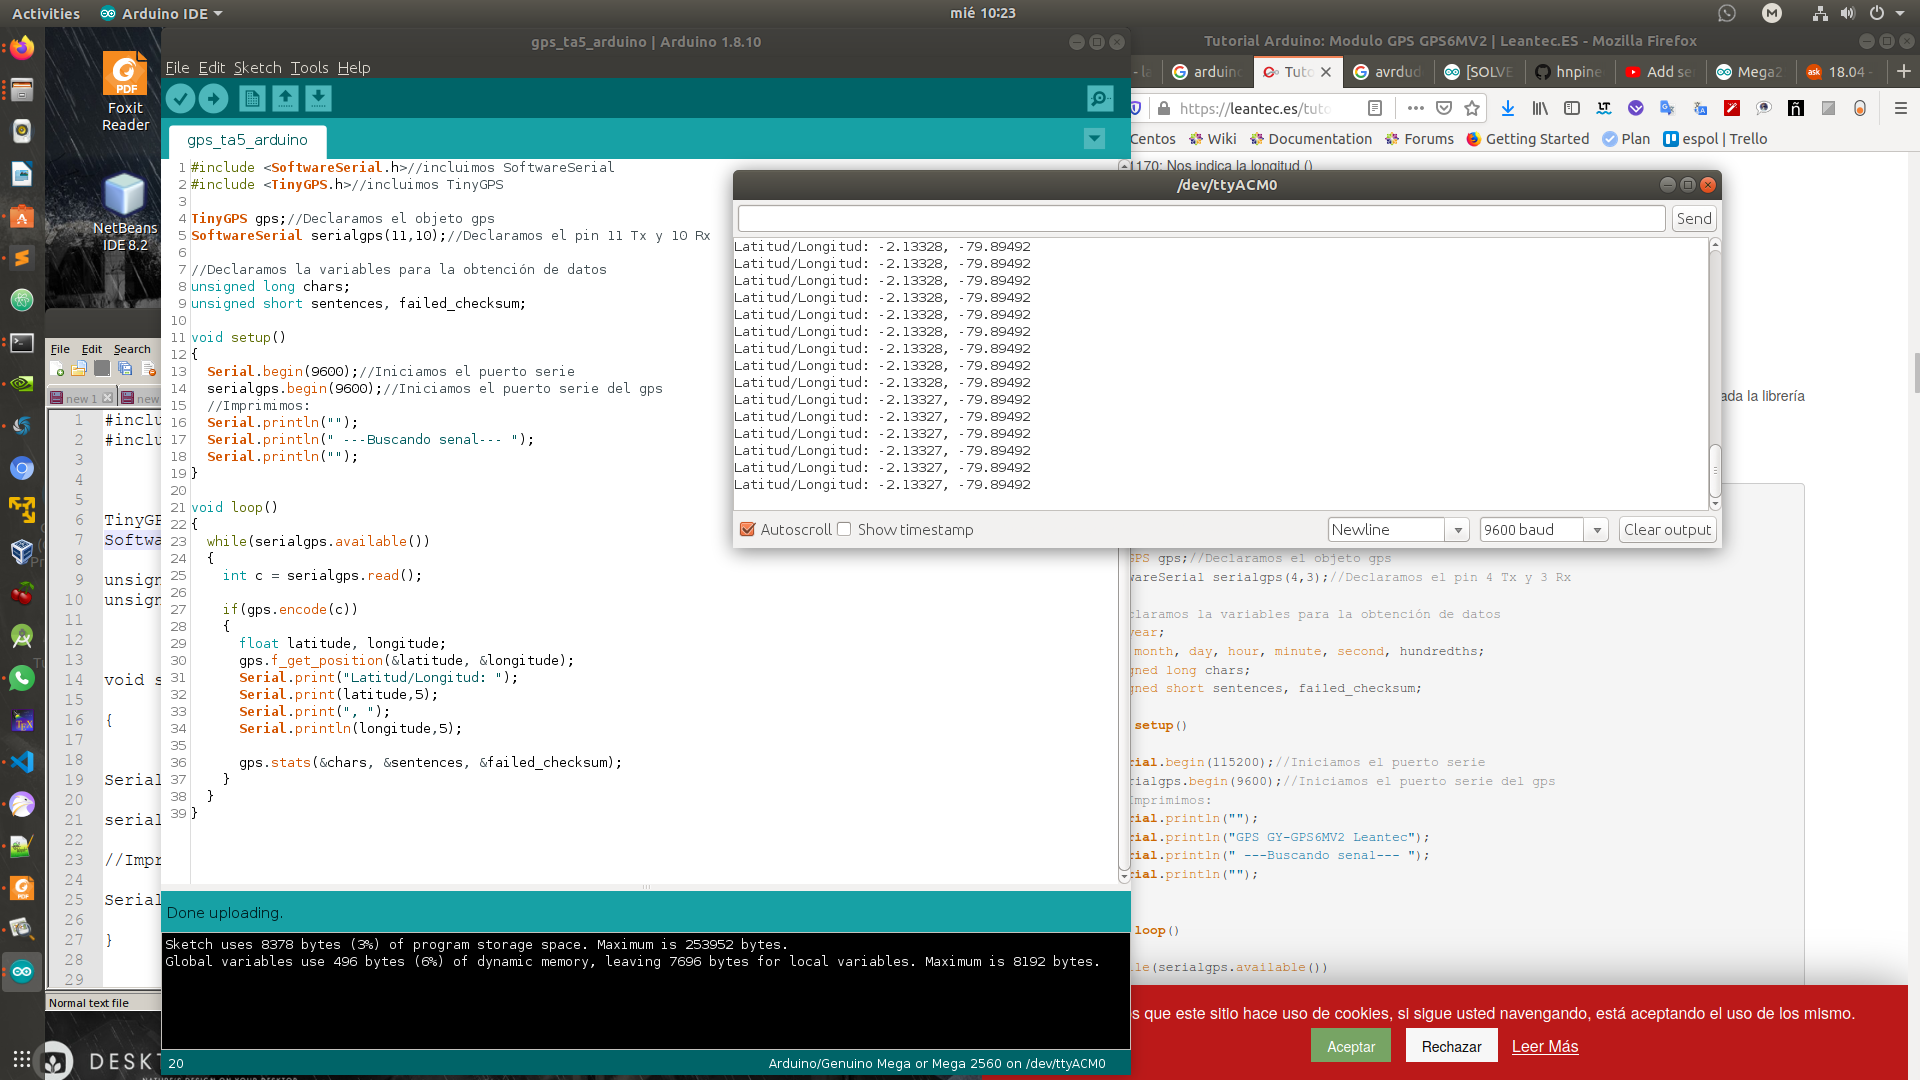 Activities
Arduino IDE
mié 10:23
gps_ta5_arduino | Arduino 1.8.10
Tutorial Arduino: Modulo GPS GPS6MV2 | Leantec.ES - Mozilla Firefox
File Edit Sketch Tools Help
arduino
Tuto
avrdud
[SOLVE
hnpine
Add se
Mega2
18.04 -
https://leantec.es/tuto
Centos
Wiki
Documentation
Forums
Getting Started
Plan
espol | Trello
Foxit
Reader
NetBeans
IDE 8.2
gps_ta5_arduino
1 #include <SoftwareSerial.h>//incluimos SoftwareSerial
2 #include <TinyGPS.h>//incluimos TinyGPS
3
4 TinyGPS gps;//Declaramos el objeto gps
5 SoftwareSerial serialgps(11,10);//Declaramos el pin 11 Tx y 10 Rx
6
7 //Declaramos la variables para la obtención de datos
8 unsigned long chars;
9 unsigned short sentences, failed_checksum;
10
11 void setup()
12 {
13 Serial.begin(9600);//Iniciamos el puerto serie
14 serialgps.begin(9600);//Iniciamos el puerto serie del gps
15 //Imprimimos:
16 Serial.println("");
17 Serial.println(" ---Buscando senal--- ");
18 Serial.println("");
19 }
20
21 void loop()
22 {
23 while(serialgps.available())
24 {
25 int c = serialgps.read();
26
27 if(gps.encode(c))
28 {
29 float latitude, longitude;
30 gps.f_get_position(&latitude, &longitude);
31 Serial.print("Latitud/Longitud: ");
32 Serial.print(latitude,5);
33 Serial.print(", ");
34 Serial.println(longitude,5);
35
36 gps.stats(&chars, &sentences, &failed_checksum);
37 }
38 }
39 }
Done uploading.
Sketch uses 8378 bytes (3%) of program storage space. Maximum is 253952 bytes.
Global variables use 496 bytes (6%) of dynamic memory, leaving 7696 bytes for local variables. Maximum is 8192 bytes.
20
Arduino/Genuino Mega or Mega 2560 on /dev/ttyACM0
/dev/ttyACM0
Send
Latitud/Longitud: -2.13328, -79.89492
Latitud/Longitud: -2.13328, -79.89492
Latitud/Longitud: -2.13328, -79.89492
Latitud/Longitud: -2.13328, -79.89492
Latitud/Longitud: -2.13328, -79.89492
Latitud/Longitud: -2.13328, -79.89492
Latitud/Longitud: -2.13328, -79.89492
Latitud/Longitud: -2.13328, -79.89492
Latitud/Longitud: -2.13328, -79.89492
Latitud/Longitud: -2.13327, -79.89492
Latitud/Longitud: -2.13327, -79.89492
Latitud/Longitud: -2.13327, -79.89492
Latitud/Longitud: -2.13327, -79.89492
Latitud/Longitud: -2.13327, -79.89492
Latitud/Longitud: -2.13327, -79.89492
Autoscroll
Show timestamp
Newline
9600 baud
Clear output
1170: Nos indica la longitud ()
ada la librería
GPS gps;//Declaramos el objeto gps
wareSerial serialgps(4,3);//Declaramos el pin 4 Tx y 3 Rx
claramos la variables para la obtención de datos
year;
month, day, hour, minute, second, hundredths;
gned long chars;
gned short sentences, failed_checksum;
setup()
rial.begin(115200);//Iniciamos el puerto serie
rialgps.begin(9600);//Iniciamos el puerto serie del gps
Imprimimos:
rial.println("");
rial.println("GPS GY-GPS6MV2 Leantec");
rial.println(" ---Buscando senal--- ");
rial.println("");
loop()
ile(serialgps.available())
s que este sitio hace uso de cookies, si sigue usted navengando, está aceptando el uso de los mismo.
Aceptar
Rechazar
Leer Más
File Edit Search
new 1
new
1 #inclu
2 #inclu
3
4
5
6 TinyGP
7 Softwa
8
9 unsign
10 unsign
11
12
13
14 void s
15
16 {
17
18
19 Serial
20
21 serial
22
23 //Impr
24
25 Serial
26
27 }
28
29
Normal text file
DESKT